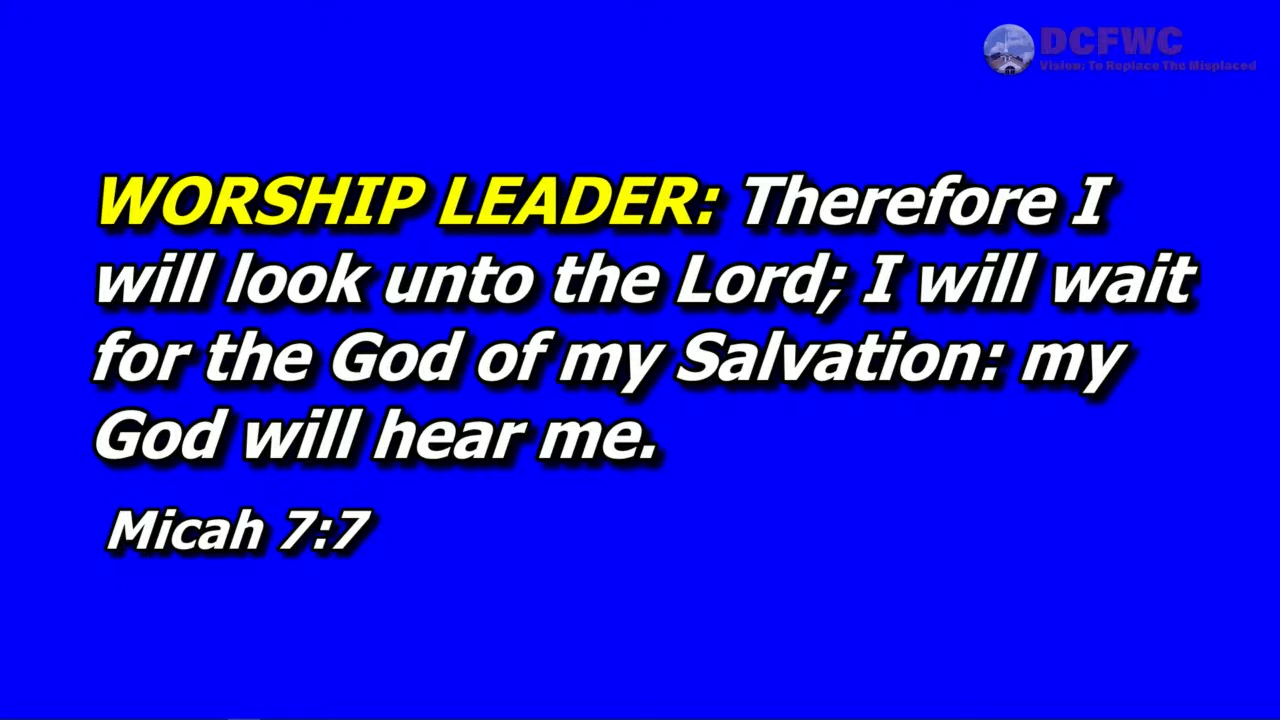 DCFWC
Vision: To Replace The Misplaced
WORSHIP LEADER: Therefore I
will look unto the Lord; I will wait
for the God of my Salvation: my
God will hear me.
Micah 7:7